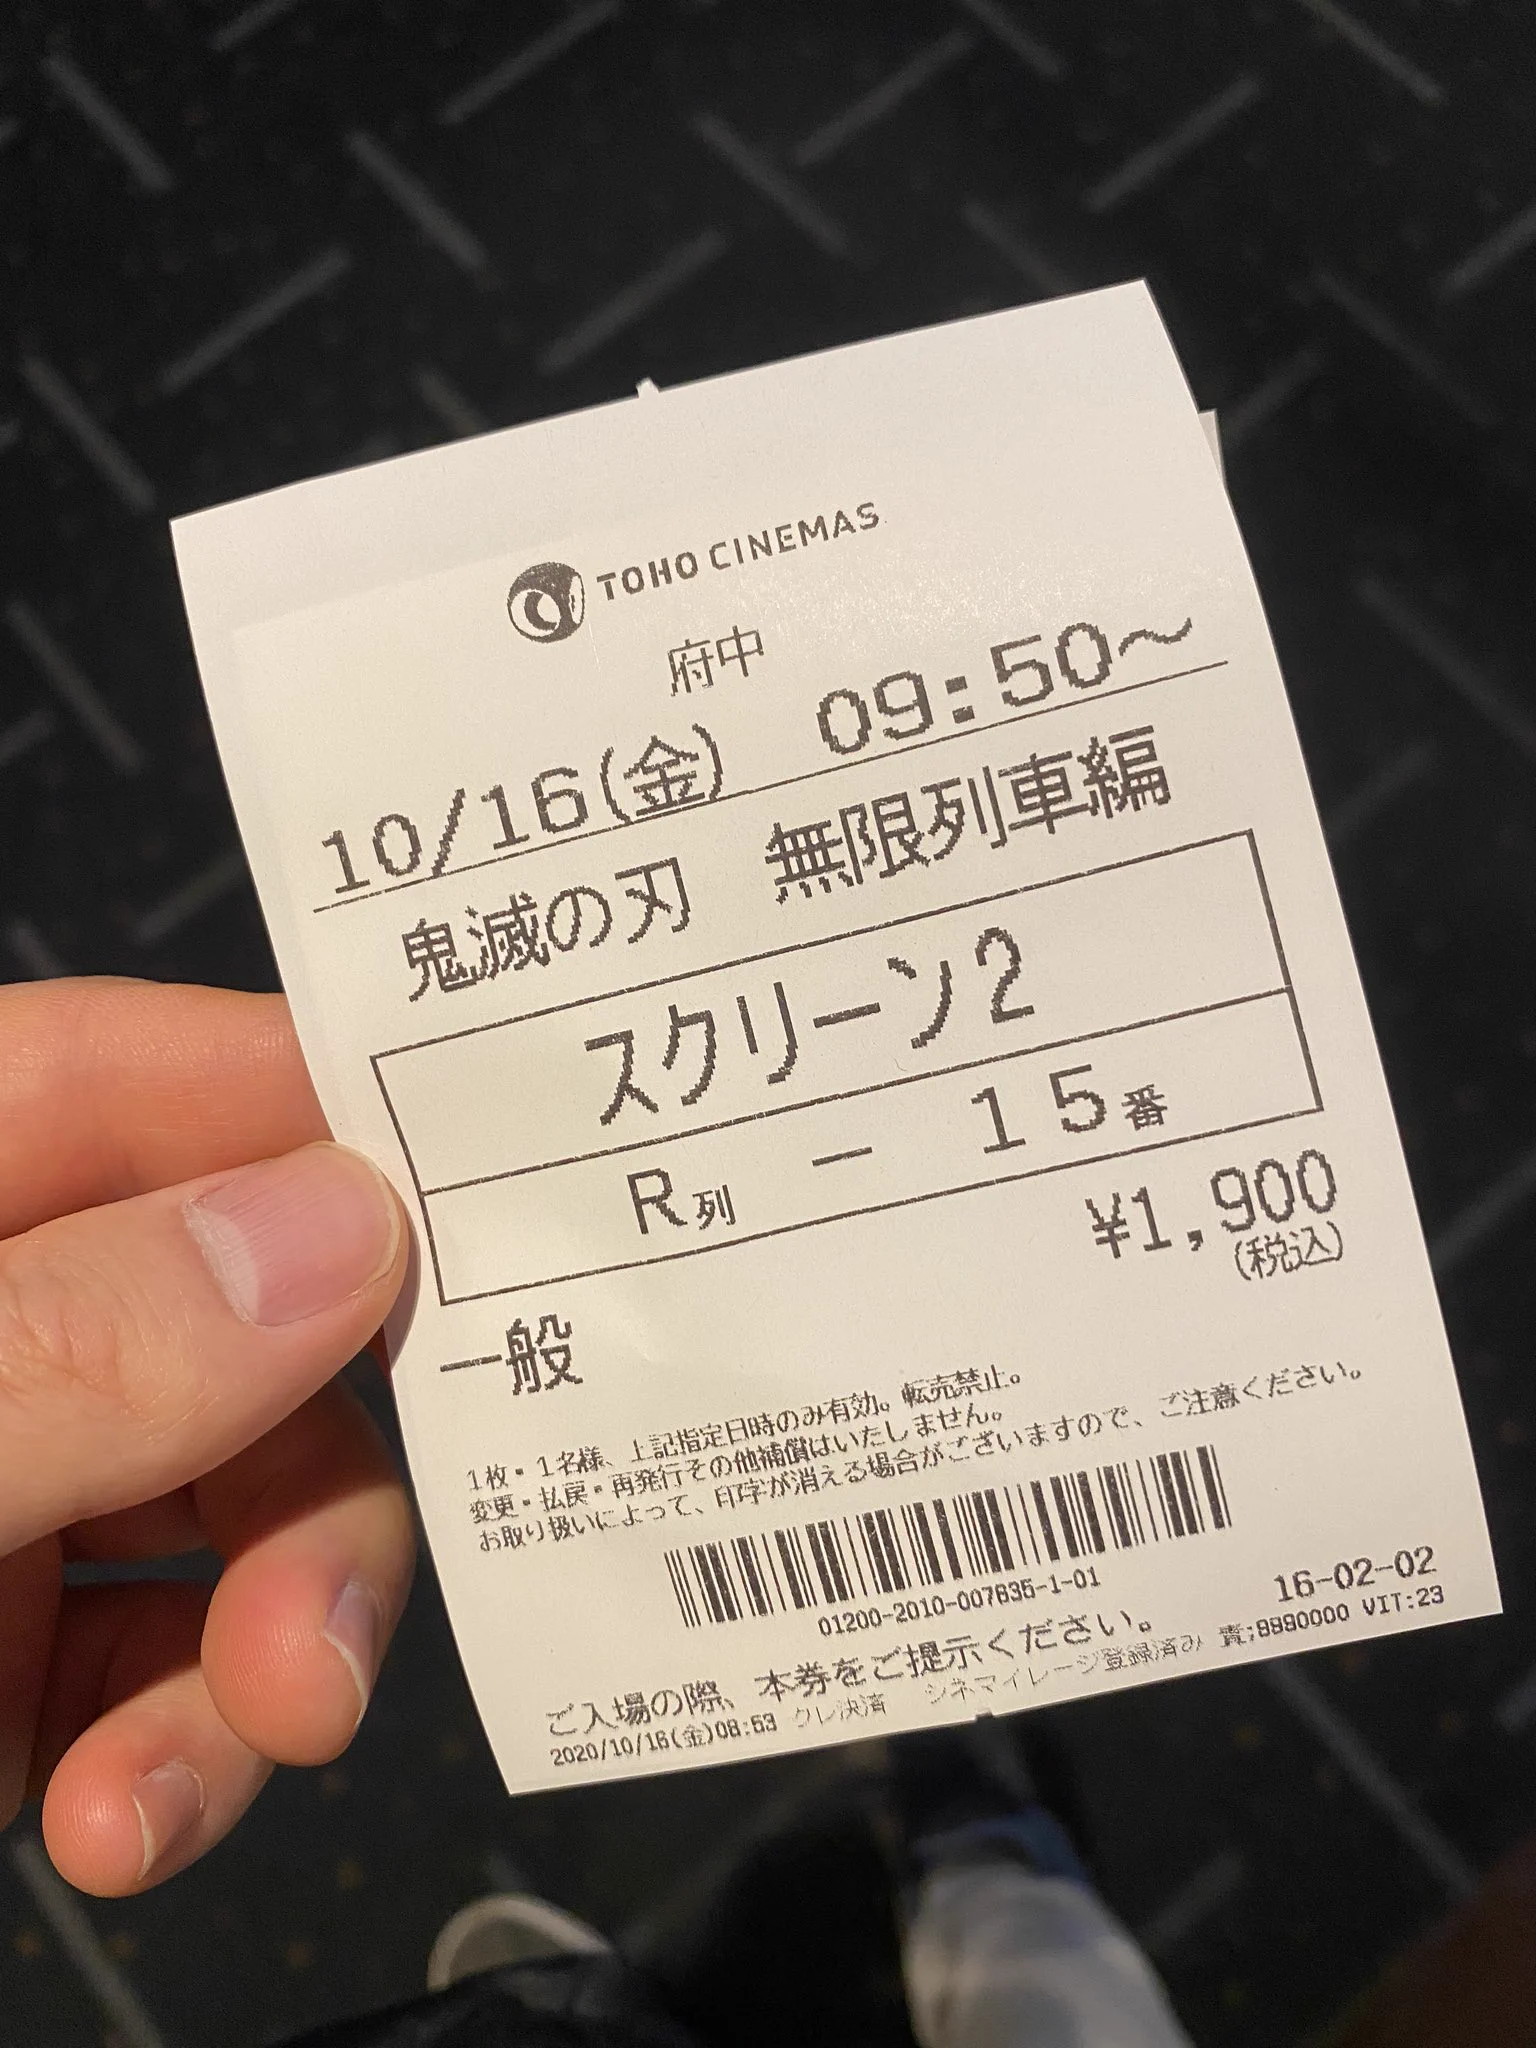 TOHO CINEMAS
府中
10/16(金) 09:50～
鬼滅の刃 無限列車編
スクリーン2
R列 － 15番
¥1,900
(税込)
一般
1枚・1名様、上記指定日時のみ有効。転売禁止。
変更・払戻・再発行その他補償はいたしません。
お取り扱いによって、印字が消える場合がございますので、ご注意ください。
01200-2010-007635-1-01
16-02-02
ご入場の際、本券をご提示ください。
2020/10/16(金)08:53 クレ決済 シネマイレージ登録済み 責:9990000 VIT:23